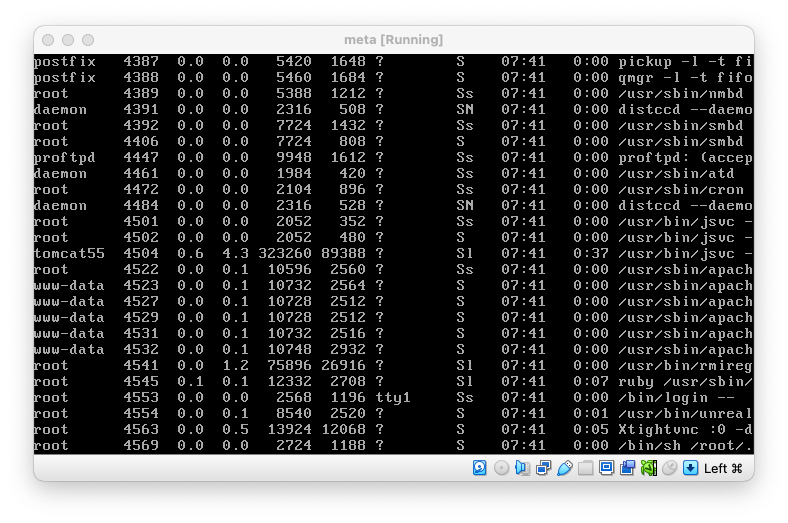 meta [Running]
postfix 4387 0.0 0.0 5420 1648 ? S 07:41 0:00 pickup -l -t fi
postfix 4388 0.0 0.0 5460 1684 ? S 07:41 0:00 qmgr -l -t fifo
root 4389 0.0 0.0 5388 1212 ? Ss 07:41 0:00 /usr/sbin/nmbd
daemon 4391 0.0 0.0 2316 508 ? SN 07:41 0:00 distccd --daemo
root 4392 0.0 0.0 7724 1432 ? Ss 07:41 0:00 /usr/sbin/smbd
root 4406 0.0 0.0 7724 808 ? S 07:41 0:00 /usr/sbin/smbd
proftpd 4447 0.0 0.0 9948 1612 ? Ss 07:41 0:00 proftpd: (accep
daemon 4461 0.0 0.0 1984 420 ? Ss 07:41 0:00 /usr/sbin/atd
root 4472 0.0 0.0 2104 896 ? Ss 07:41 0:00 /usr/sbin/cron
daemon 4484 0.0 0.0 2316 528 ? SN 07:41 0:00 distccd --daemo
root 4501 0.0 0.0 2052 352 ? Ss 07:41 0:00 /usr/bin/jsvc -
root 4502 0.0 0.0 2052 480 ? S 07:41 0:00 /usr/bin/jsvc -
tomcat55 4504 0.6 4.3 323260 89388 ? Sl 07:41 0:37 /usr/bin/jsvc -
root 4522 0.0 0.1 10596 2560 ? Ss 07:41 0:00 /usr/sbin/apach
www-data 4523 0.0 0.1 10732 2564 ? S 07:41 0:00 /usr/sbin/apach
www-data 4527 0.0 0.1 10728 2512 ? S 07:41 0:00 /usr/sbin/apach
www-data 4529 0.0 0.1 10728 2512 ? S 07:41 0:00 /usr/sbin/apach
www-data 4531 0.0 0.1 10732 2516 ? S 07:41 0:00 /usr/sbin/apach
www-data 4532 0.0 0.1 10748 2932 ? S 07:41 0:00 /usr/sbin/apach
root 4541 0.0 1.2 75896 26916 ? Sl 07:41 0:00 /usr/bin/rmireg
root 4545 0.1 0.1 12332 2708 ? Sl 07:41 0:07 ruby /usr/sbin/
root 4553 0.0 0.0 2568 1196 tty1 Ss 07:41 0:00 /bin/login --
root 4554 0.0 0.1 8540 2520 ? S 07:41 0:01 /usr/bin/unreal
root 4563 0.0 0.5 13924 12068 ? S 07:41 0:05 Xtightvnc :0 -d
root 4569 0.0 0.0 2724 1188 ? S 07:41 0:00 /bin/sh /root/.
Left ⌘